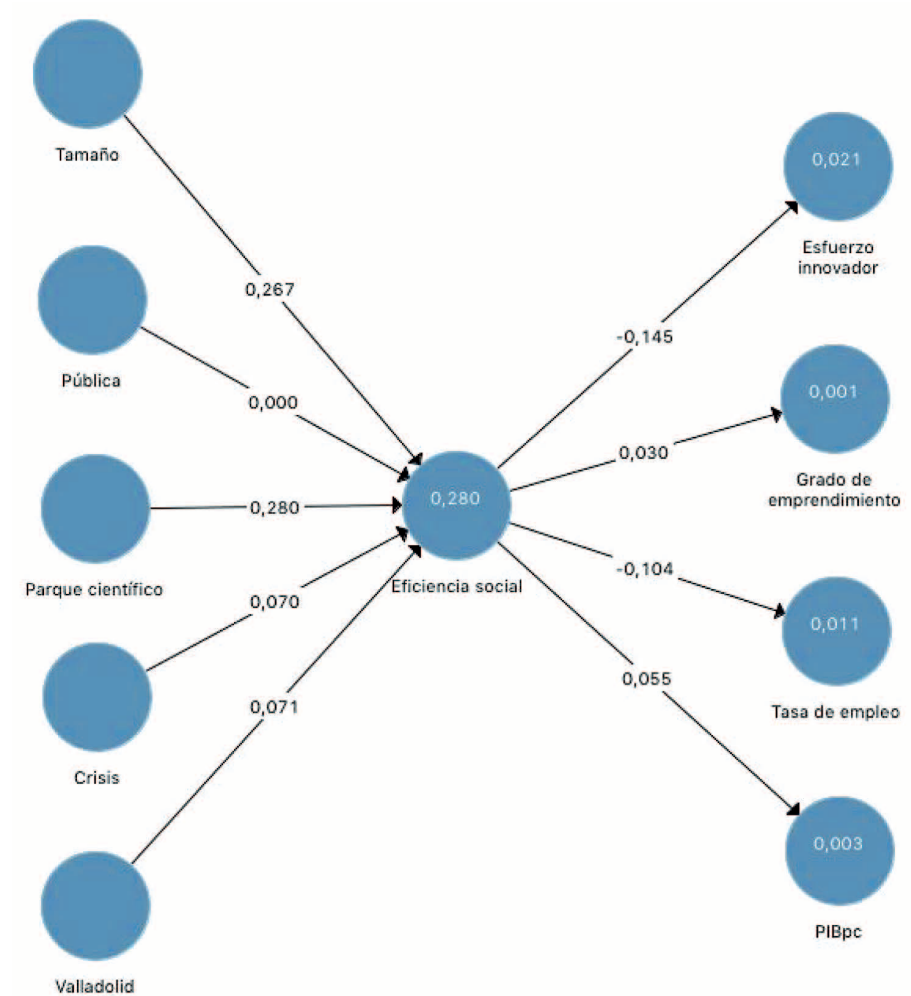 Tamaño
0,267
Pública
0,000
Parque científico
0,280
Crisis
0,070
Valladolid
0,071
0,280
Eficiencia social
-0,145
0,021
Esfuerzo
innovador
0,030
0,001
Grado de
emprendimiento
-0,104
0,011
Tasa de empleo
0,055
0,003
PIBpc